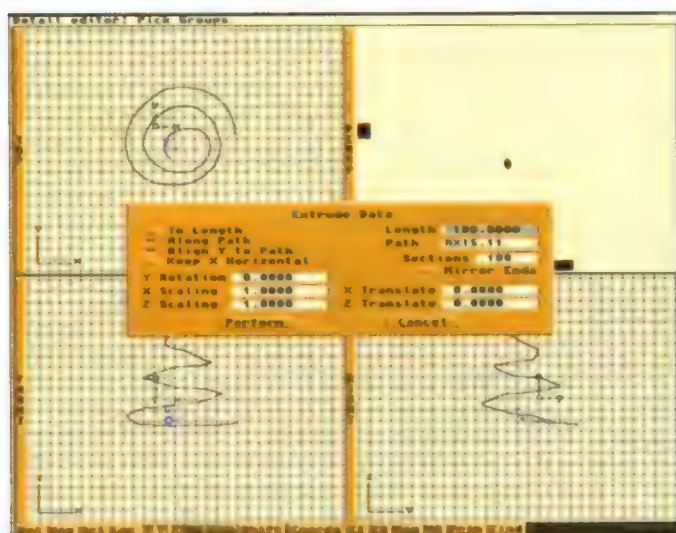 Detail editor: Pick Groups
Extrude Data
To Length
Length 100.0000
Along Path
Path AXIS.11
Align Y to Path
Sections 100
Keep X Horizontal
Mirror Ends
Y Rotation 0.0000
X Scaling 1.0000
X Translate 0.0000
Z Scaling 1.0000
Z Translate 0.0000
Perform
Cancel